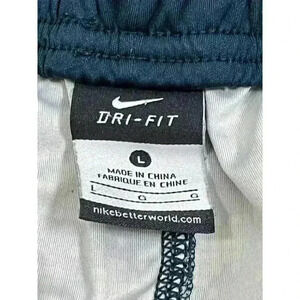 DRI-FIT
L
MADE IN CHINA
FABRIQUÉ EN CHINE
L G G
nikebetterworld.com